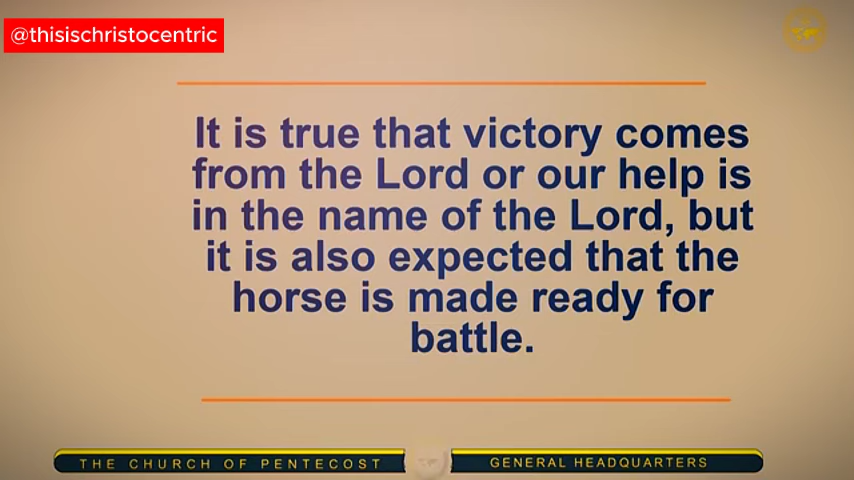 @thisischristocentric
It is true that victory comes
from the Lord or our help is
in the name of the Lord, but
it is also expected that the
horse is made ready for
battle.
THE CHURCH OF PENTECOST
GENERAL HEADQUARTERS